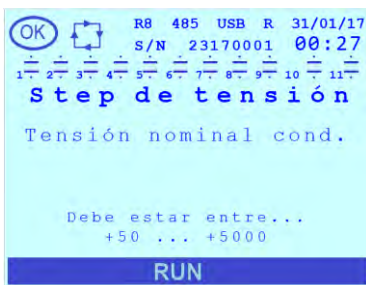 OK R8 485 USB R 31/01/17
S/N 23170001 00:27
1 2 3 4 5 6 7 8 9 10 11
Step de tensión
Tensión nominal cond.
Debe estar entre...
+50 ... +5000
RUN